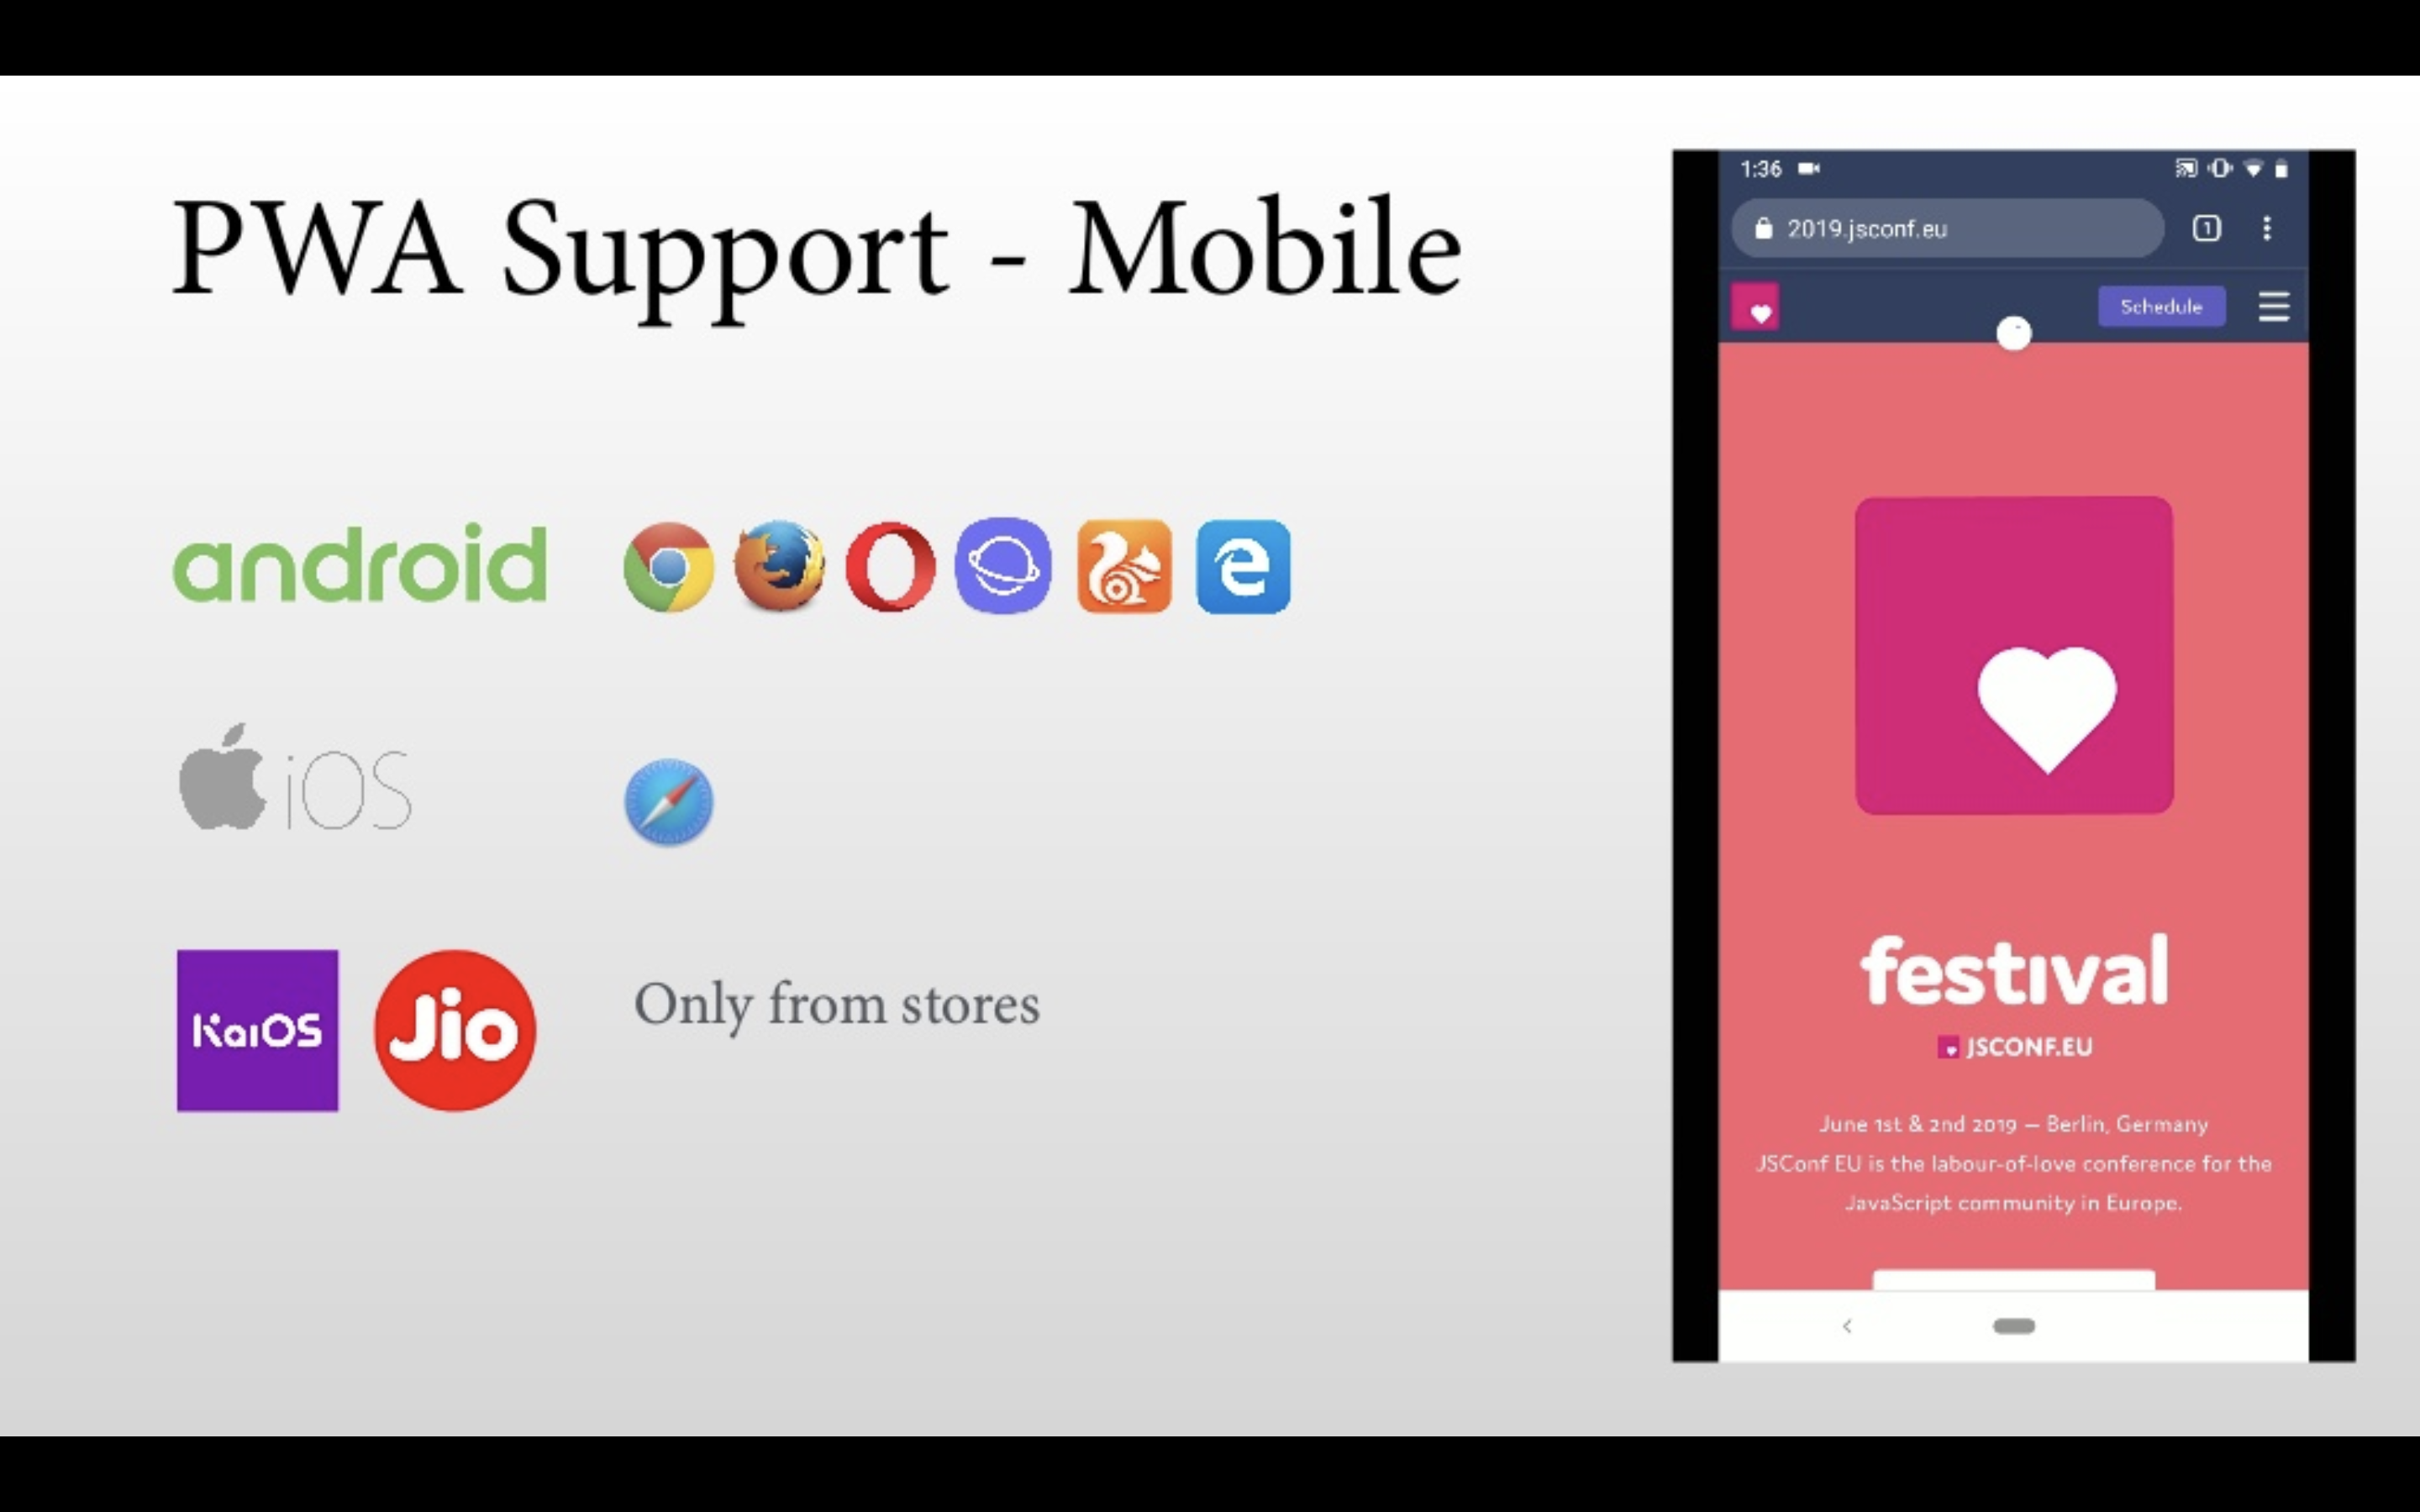 PWA Support - Mobile
android
iOS
KaiOS
Jio
Only from stores
1:36
2019.jsconf.eu
1
Schedule
festival
JSCONF.EU
June 1st & 2nd 2019 — Berlin, Germany
JSConf EU is the labour-of-love conference for the
JavaScript community in Europe.